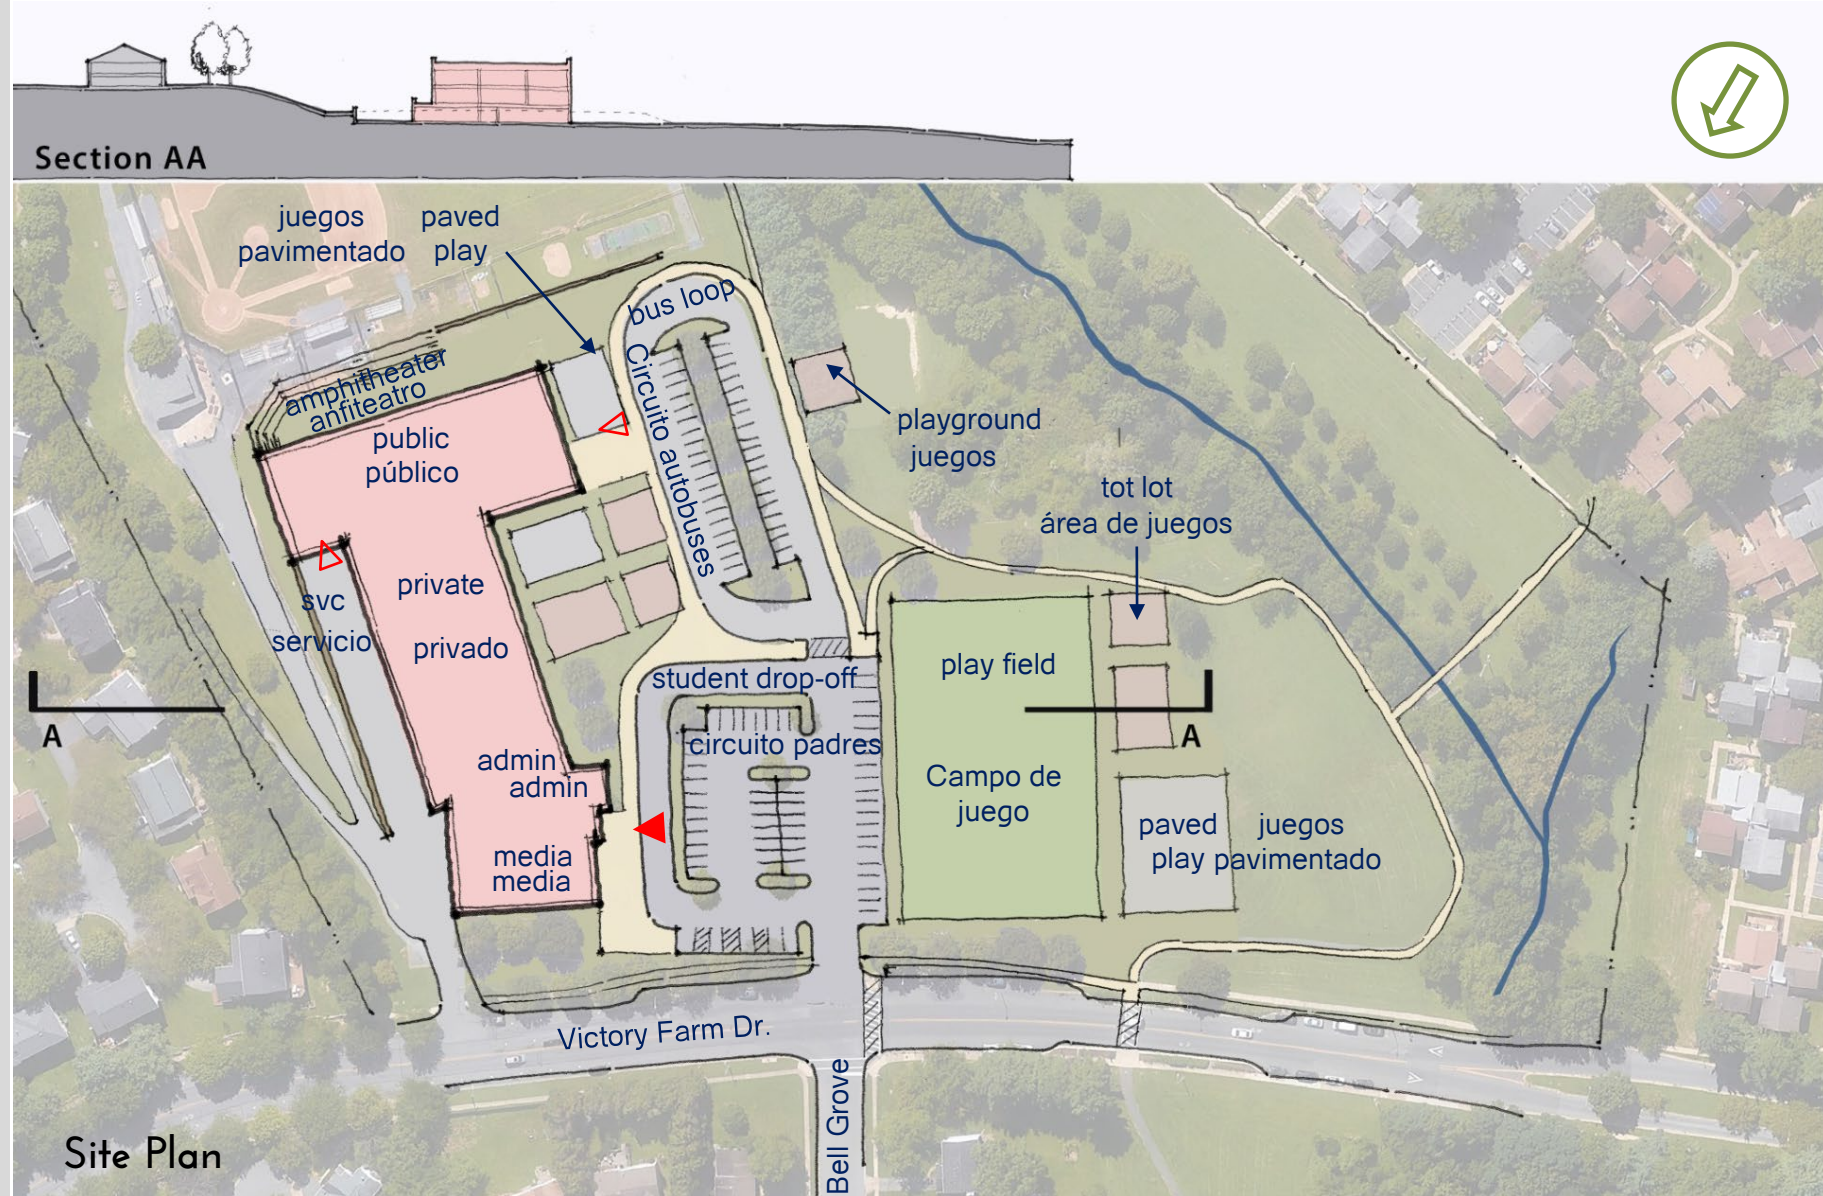 Section AA
juegos
pavimentado
paved
play
bus loop
Circuito autobuses
amphitheater
anfiteatro
public
público
playground
juegos
tot lot
área de juegos
private
privado
svc
servicio
student drop-off
circuito padres
play field
Campo de
juego
A
A
admin
admin
media
media
paved
play
juegos
pavimentado
Victory Farm Dr.
Bell Grove
Site Plan